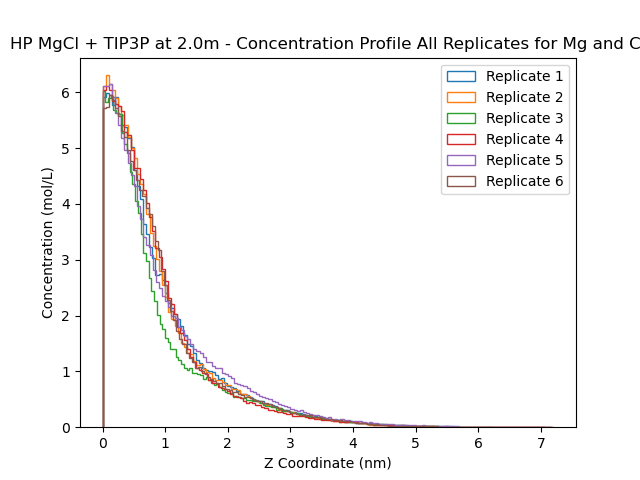 HP MgCl + TIP3P at 2.0m - Concentration Profile All Replicates for Mg and C
Replicate 1
Replicate 2
Replicate 3
Replicate 4
Replicate 5
Replicate 6
Concentration (mol/L)
6
5
4
3
2
1
0
0 1 2 3 4 5 6 7
Z Coordinate (nm)